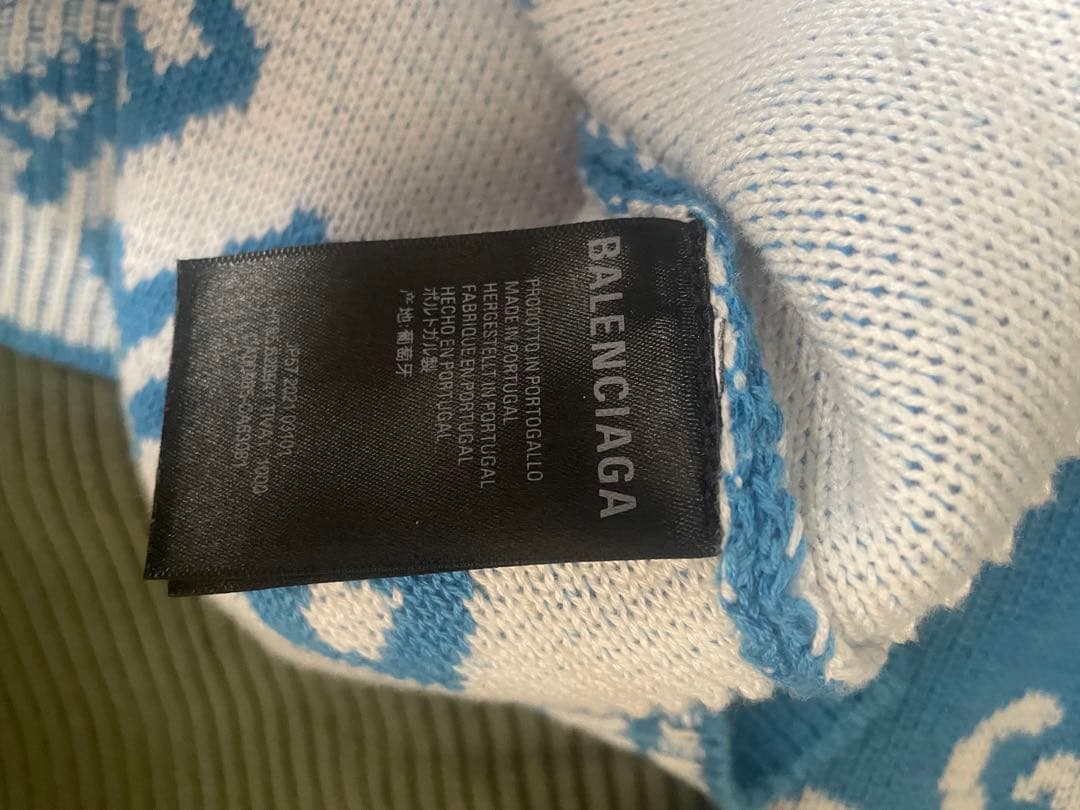 BALENCIAGA
PRODOTTO IN PORTOGALLO
MADE IN PORTUGAL
HERGESTELLT IN PORTUGAL
FABRIQUE EN PORTUGAL
HECHO EN PORTUGAL
ポルトガル製
产地:葡萄牙
1000